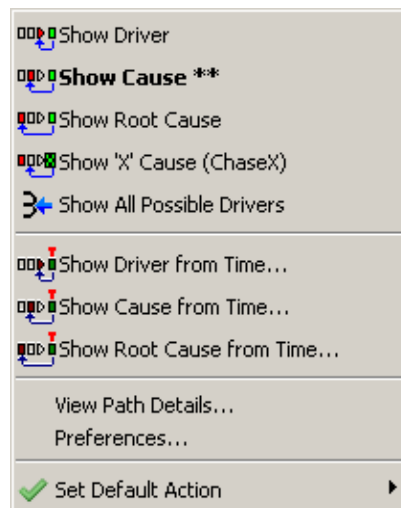 Show Driver
Show Cause **
Show Root Cause
Show 'X' Cause (ChaseX)
Show All Possible Drivers
Show Driver from Time...
Show Cause from Time...
Show Root Cause from Time...
View Path Details...
Preferences...
Set Default Action